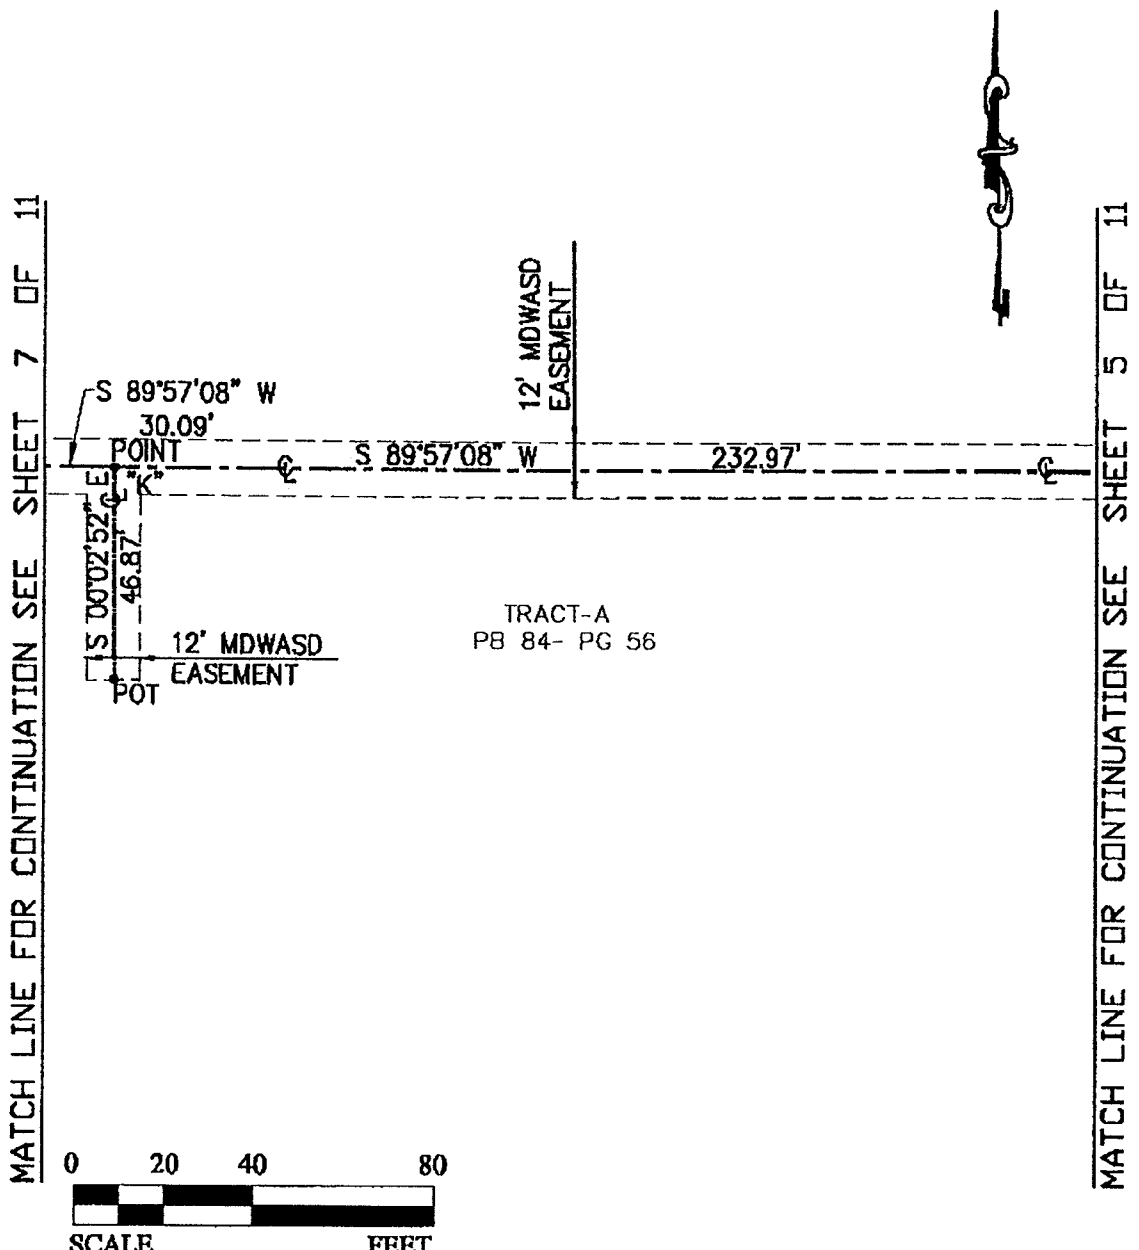 MATCH LINE FOR CONTINUATION SEE SHEET 7 OF 11
S 89°57'08" W
30.09'
POINT
"K"
12' MDWASD
EASEMENT
S 89°57'08" W
232.97'
S 00°02'52" E
46.87'
12' MDWASD
EASEMENT
POT
TRACT-A
PB 84- PG 56
MATCH LINE FOR CONTINUATION SEE SHEET 5 OF 11
0 20 40 80
SCALE FEET